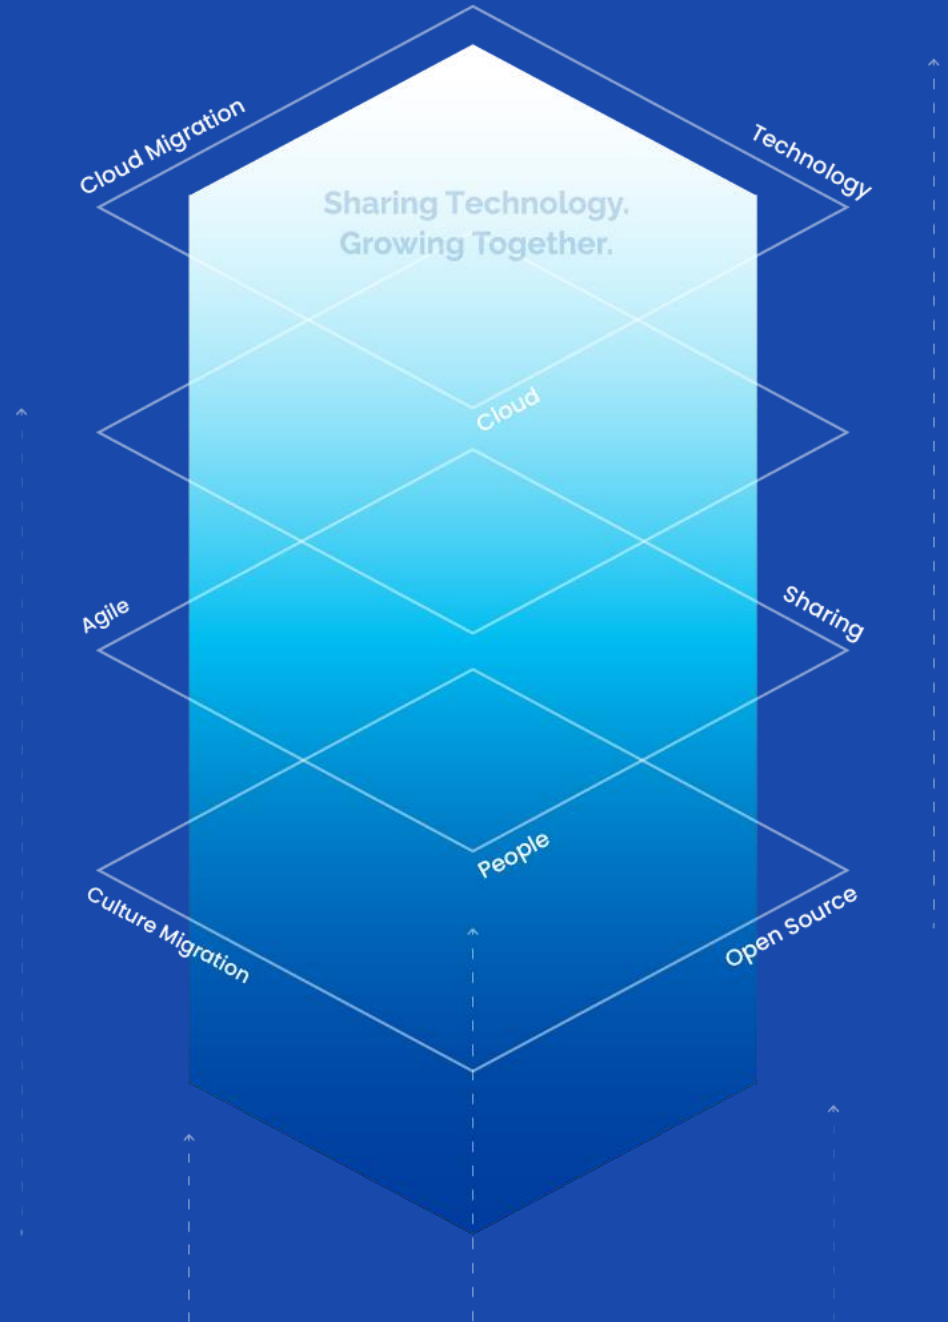 Cloud Migration
Technology
Sharing Technology.
Growing Together.
Cloud
Agile
Sharing
People
Culture Migration
Open Source